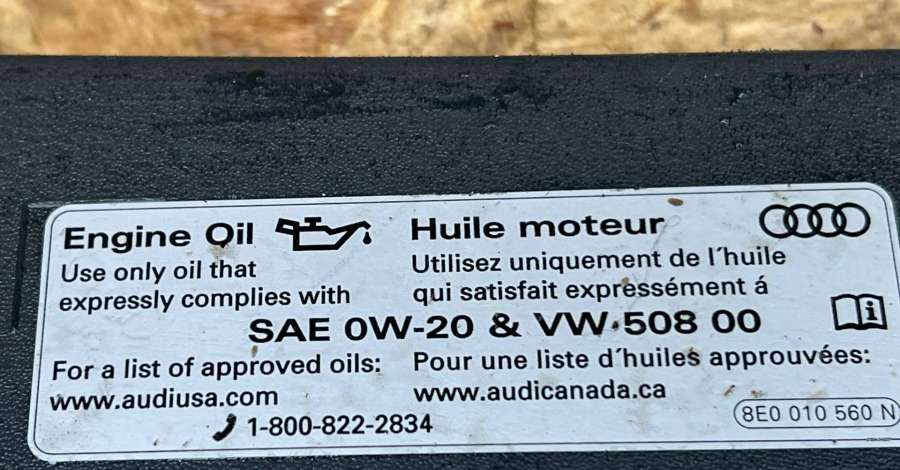 Engine Oil
Use only oil that
expressly complies with
Huile moteur
Utilisez uniquement de l'huile
qui satisfait expressément á
SAE 0W-20 & VW 508 00
For a list of approved oils:
www.audiusa.com
Pour une liste d'huiles approuvées:
www.audicanada.ca
1-800-822-2834
8E0 010 560 N